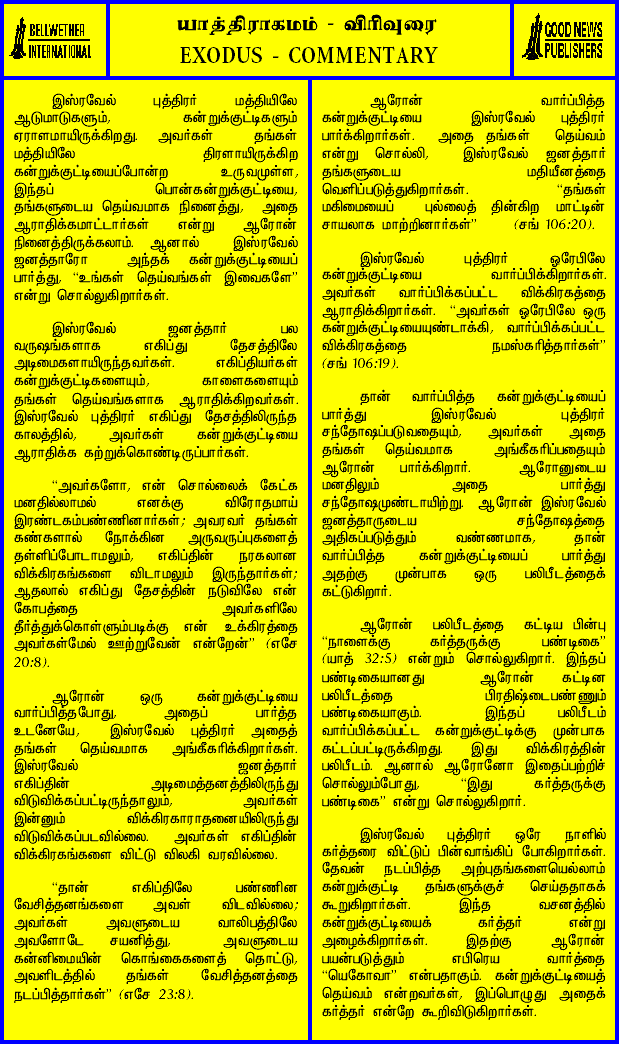 BELLWETHER
INTERNATIONAL
யாத்திராகமம் - விரிவுரை
EXODUS - COMMENTARY
GOOD NEWS
PUBLISHERS
இஸ்ரவேல் புத்திரர் மத்தியிலே
ஆடுமாடுகளும், கன்றுக்குட்டிகளும்
ஏராளமாயிருக்கிறது. அவர்கள் தங்கள்
மத்தியிலே திரளாயிருக்கிற
கன்றுக்குட்டியைப்போன்ற உருவமுள்ள,
இந்தப் பொன்கன்றுக்குட்டியை,
தங்களுடைய தெய்வமாக நினைத்து, அதை
ஆராதிக்கமாட்டார்கள் என்று ஆரோன்
நினைத்திருக்கலாம். ஆனால் இஸ்ரவேல்
ஜனத்தாரோ அந்தக் கன்றுக்குட்டியைப்
பார்த்து, “உங்கள் தெய்வங்கள் இவைகளே”
என்று சொல்லுகிறார்கள்.
இஸ்ரவேல் ஜனத்தார் பல
வருஷங்களாக எகிப்து தேசத்திலே
அடிமைகளாயிருந்தவர்கள். எகிப்தியர்கள்
கன்றுக்குட்டிகளையும், காளைகளையும்
தங்கள் தெய்வங்களாக ஆராதிக்கிறவர்கள்.
இஸ்ரவேல் புத்திரர் எகிப்து தேசத்திலிருந்த
காலத்தில், அவர்கள் கன்றுக்குட்டியை
ஆராதிக்க கற்றுக்கொண்டிருப்பார்கள்.
“அவர்களோ, என் சொல்லைக் கேட்க
மனதில்லாமல் எனக்கு விரோதமாய்
இரண்டகம்பண்ணினார்கள்; அவரவர் தங்கள்
கண்களால் நோக்கின அருவருப்புகளைத்
தள்ளிப்போடாமலும், எகிப்தின் நரகலான
விக்கிரகங்களை விடாமலும் இருந்தார்கள்;
ஆதலால் எகிப்து தேசத்தின் நடுவிலே என்
கோபத்தை அவர்களிலே
தீர்த்துக்கொள்ளும்படிக்கு என் உக்கிரத்தை
அவர்கள்மேல் ஊற்றுவேன் என்றேன்” (எசே
20:8).
ஆரோன் ஒரு கன்றுக்குட்டியை
வார்ப்பித்தபோது, அதைப் பார்த்த
உடனேயே, இஸ்ரவேல் புத்திரர் அதைத்
தங்கள் தெய்வமாக அங்கீகரிக்கிறார்கள்.
இஸ்ரவேல் ஜனத்தார்
எகிப்தின் அடிமைத்தனத்திலிருந்து
விடுவிக்கப்பட்டிருந்தாலும், அவர்கள்
இன்னும் விக்கிரகாராதனையிலிருந்து
விடுவிக்கப்படவில்லை. அவர்கள் எகிப்தின்
விக்கிரகங்களை விட்டு விலகி வரவில்லை.
“தான் எகிப்திலே பண்ணின
வேசித்தனங்களை அவள் விடவில்லை;
அவர்கள் அவளுடைய வாலிபத்திலே
அவளோடே சயனித்து, அவளுடைய
கன்னிமையின் கொங்கைகளைத் தொட்டு,
அவளிடத்தில் தங்கள் வேசித்தனத்தை
நடப்பித்தார்கள்” (எசே 23:8).
ஆரோன் வார்ப்பித்த
கன்றுக்குட்டியை இஸ்ரவேல் புத்திரர்
பார்க்கிறார்கள். அதை தங்கள் தெய்வம்
என்று சொல்லி, இஸ்ரவேல் ஜனத்தார்
தங்களுடைய மதியீனத்தை
வெளிப்படுத்துகிறார்கள். “தங்கள்
மகிமையைப் புல்லைத் தின்கிற மாட்டின்
சாயலாக மாற்றினார்கள்” (சங் 106:20).
இஸ்ரவேல் புத்திரர் ஓரேபிலே
கன்றுக்குட்டியை வார்ப்பிக்கிறார்கள்.
அவர்கள் வார்ப்பிக்கப்பட்ட விக்கிரகத்தை
ஆராதிக்கிறார்கள். “அவர்கள் ஓரேபிலே ஒரு
கன்றுக்குட்டியையுண்டாக்கி, வார்ப்பிக்கப்பட்ட
விக்கிரகத்தை நமஸ்கரித்தார்கள்”
(சங் 106:19).
தான் வார்ப்பித்த கன்றுக்குட்டியைப்
பார்த்து இஸ்ரவேல் புத்திரர்
சந்தோஷப்படுவதையும், அவர்கள் அதை
தங்கள் தெய்வமாக அங்கீகரிப்பதையும்
ஆரோன் பார்க்கிறார். ஆரோனுடைய
மனதிலும் அதை பார்த்து
சந்தோஷமுண்டாயிற்று. ஆரோன் இஸ்ரவேல்
ஜனத்தாருடைய சந்தோஷத்தை
அதிகப்படுத்தும் வண்ணமாக, தான்
வார்ப்பித்த கன்றுக்குட்டியைப் பார்த்து
அதற்கு முன்பாக ஒரு பலிபீடத்தைக்
கட்டுகிறார்.
ஆரோன் பலிபீடத்தை கட்டிய பின்பு
“நாளைக்கு கர்த்தருக்கு பண்டிகை”
(யாத் 32:5) என்றும் சொல்லுகிறார். இந்தப்
பண்டிகையானது ஆரோன் கட்டின
பலிபீடத்தை பிரதிஷ்டைபண்ணும்
பண்டிகையாகும். இந்தப் பலிபீடம்
வார்ப்பிக்கப்பட்ட கன்றுக்குட்டிக்கு முன்பாக
கட்டப்பட்டிருக்கிறது. இது விக்கிரத்தின்
பலிபீடம். ஆனால் ஆரோனோ இதைப்பற்றிச்
சொல்லும்போது, “இது கர்த்தருக்கு
பண்டிகை” என்று சொல்லுகிறார்.
இஸ்ரவேல் புத்திரர் ஒரே நாளில்
கர்த்தரை விட்டுப் பின்வாங்கிப் போகிறார்கள்.
தேவன் நடப்பித்த அற்புதங்களையெல்லாம்
கன்றுக்குட்டி தங்களுக்குச் செய்ததாகக்
கூறுகிறார்கள். இந்த வசனத்தில்
கன்றுக்குட்டியைக் கர்த்தர் என்று
அழைக்கிறார்கள். இதற்கு ஆரோன்
பயன்படுத்தும் எபிரெய வார்த்தை
“யெகோவா” என்பதாகும். கன்றுக்குட்டியைத்
தெய்வம் என்றவர்கள், இப்பொழுது அதைக்
கர்த்தர் என்றே கூறிவிடுகிறார்கள்.